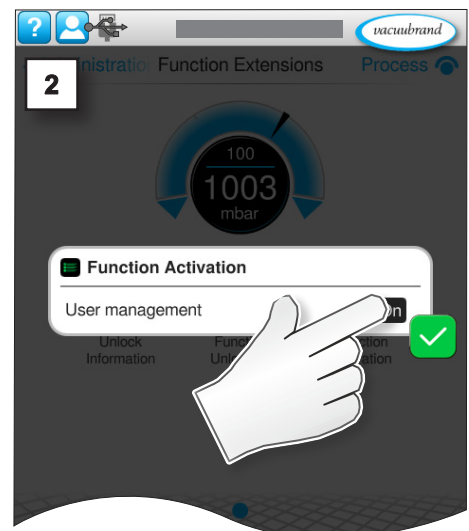 ?
vacuubrand
2
Function Extensions
Process
100
1003
mbar
Function Activation
User management
Unlock
Information